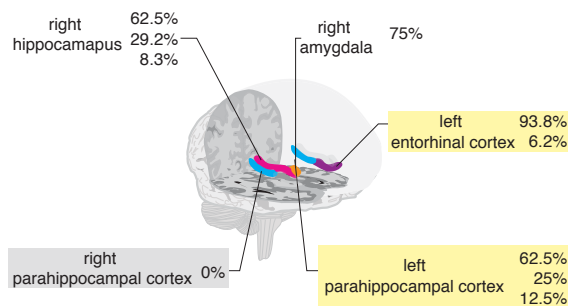 right hippocamapus
62.5%
29.2%
8.3%
right amygdala
75%
left entorhinal cortex
93.8%
6.2%
right parahippocampal cortex
0%
left parahippocampal cortex
62.5%
25%
12.5%